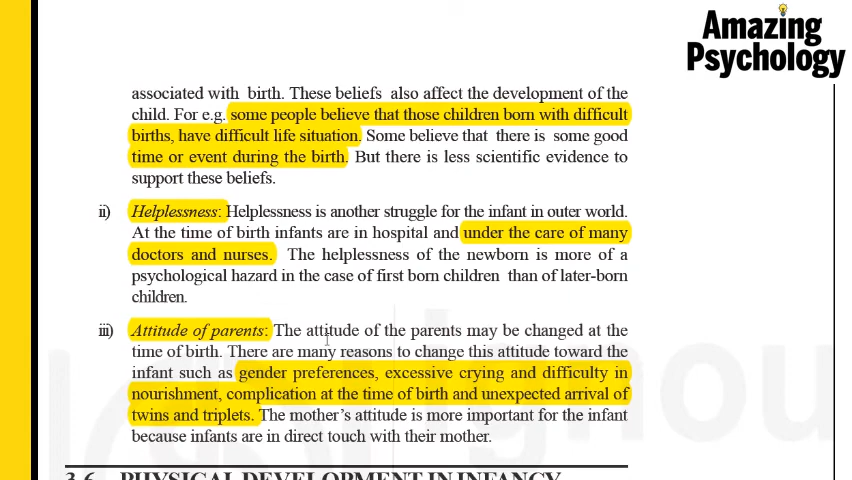 Amazing
Psychology
associated with birth. These beliefs also affect the development of the
child. For e.g. some people believe that those children born with difficult
births, have difficult life situation. Some believe that there is some good
time or event during the birth. But there is less scientific evidence to
support these beliefs.
ii) Helplessness: Helplessness is another struggle for the infant in outer world.
At the time of birth infants are in hospital and under the care of many
doctors and nurses. The helplessness of the newborn is more of a
psychological hazard in the case of first born children than of later-born
children.
iii) Attitude of parents: The attitude of the parents may be changed at the
time of birth. There are many reasons to change this attitude toward the
infant such as gender preferences, excessive crying and difficulty in
nourishment, complication at the time of birth and unexpected arrival of
twins and triplets. The mother's attitude is more important for the infant
because infants are in direct touch with their mother.
3.6 PHYSICAL DEVELOPMENT IN INFANCY
ignou